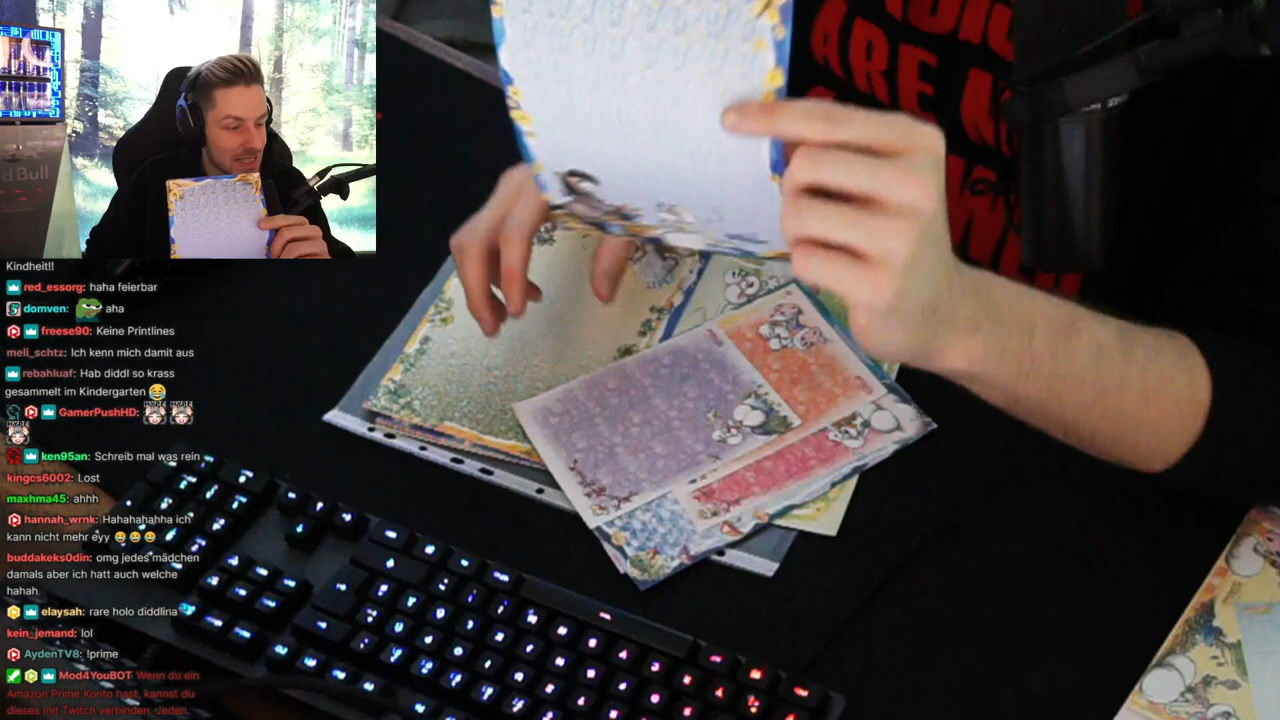 ARE
d Bull
Kindheit!!
red_essorg: haha feierbar
domven: aha
freese90: Keine Printlines
meli_schtz: Ich kenn mich damit aus
rebahluaf: Hab diddl so krass
gesammelt im Kindergarten
GamerPushHD:
ken95an: Schreib mal was rein
kingcs6002: Lost
maxhma45: ahhh
hannah_wrnk: Hahahahahha ich
kann nicht mehr eyy
buddakeks0din: omg jedes mädchen
damals aber ich hatt auch welche
hahah
elaysah: rare holo diddlina
kein_jemand: lol
AydenTV8: !prime
Mod4YouBOT: Wenn du ein
Amazon Prime Konto hast, kannst du
dieses mit Twitch verbinden. Jeden